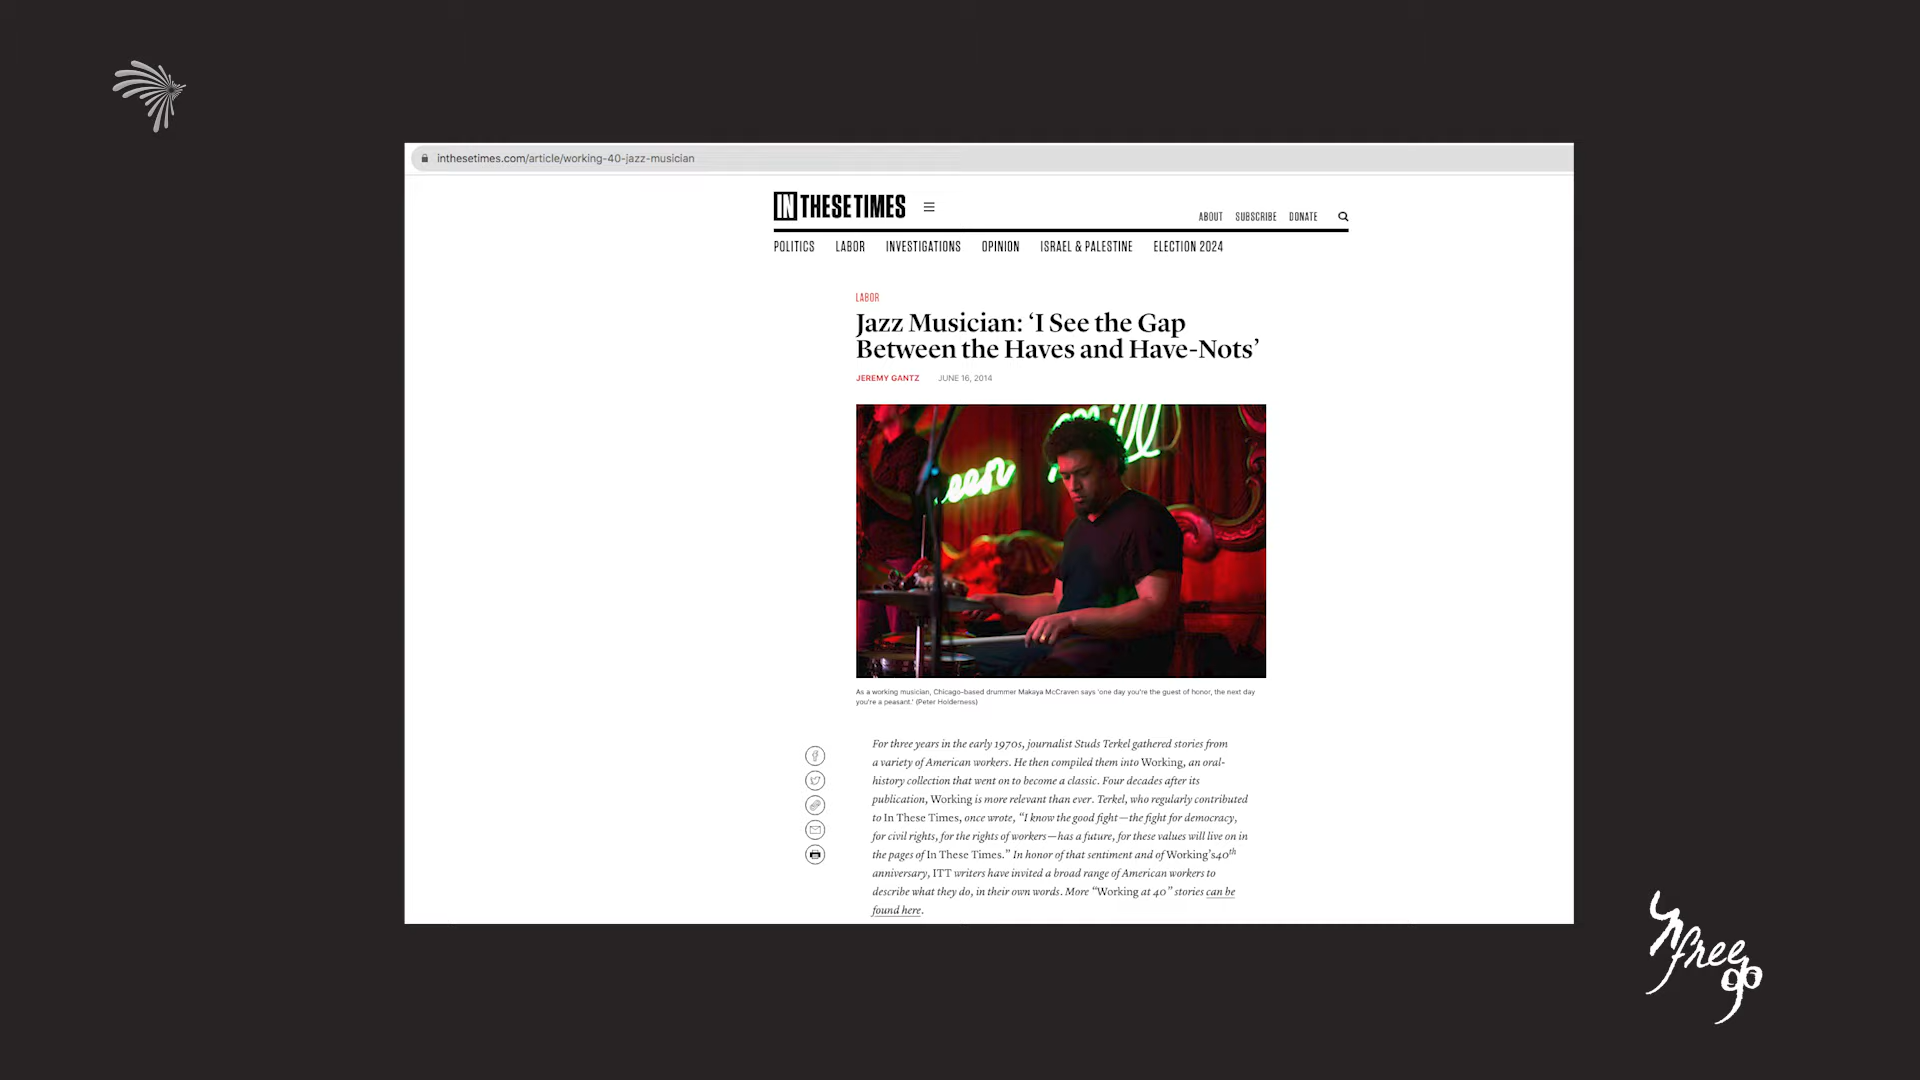 inthesetimes.com/article/working-40-jazz-musician
IN THESE TIMES
ABOUT SUBSCRIBE DONATE
POLITICS LABOR INVESTIGATIONS OPINION ISRAEL & PALESTINE ELECTION 2024
LABOR
Jazz Musician: ‘I See the Gap
Between the Haves and Have-Nots’
JEREMY GANTZ JUNE 16, 2014
een Mill
As a working musician, Chicago-based drummer Makaya McCraven says 'one day you're the guest of honor, the next day
you're a peasant.' (Peter Holderness)
For three years in the early 1970s, journalist Studs Terkel gathered stories from
a variety of American workers. He then compiled them into Working, an oral-
history collection that went on to become a classic. Four decades after its
publication, Working is more relevant than ever. Terkel, who regularly contributed
to In These Times, once wrote, “I know the good fight—the fight for democracy,
for civil rights, for the rights of workers—has a future, for these values will live on in
the pages of In These Times.” In honor of that sentiment and of Working’s 40th
anniversary, ITT writers have invited a broad range of American workers to
describe what they do, in their own words. More “Working at 40” stories can be
found here.
free
go